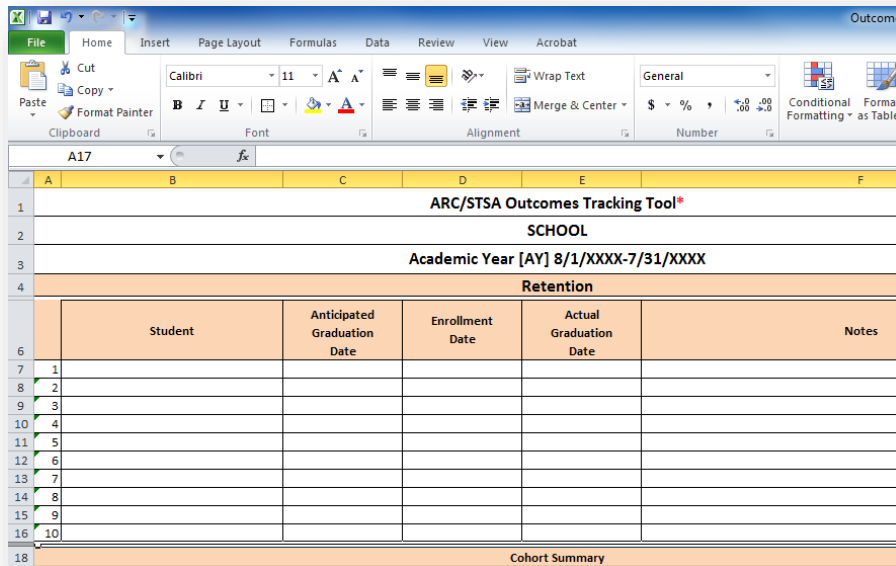 Outcom
File Home Insert Page Layout Formulas Data Review View Acrobat
Paste
Cut
Copy
Format Painter
Clipboard
Calibri 11 A A
B I U A
Font
Wrap Text
Merge & Center
Alignment
General
$ % , .0 .00 .00 .0
Number
Conditional Formatting
Forma
as Table
A17 fx
A B C D E F
1 ARC/STSA Outcomes Tracking Tool*
2 SCHOOL
3 Academic Year [AY] 8/1/XXXX-7/31/XXXX
4 Retention
6 Student Anticipated Graduation Date Enrollment Date Actual Graduation Date Notes
7 1
8 2
9 3
10 4
11 5
12 6
13 7
14 8
15 9
16 10
18 Cohort Summary